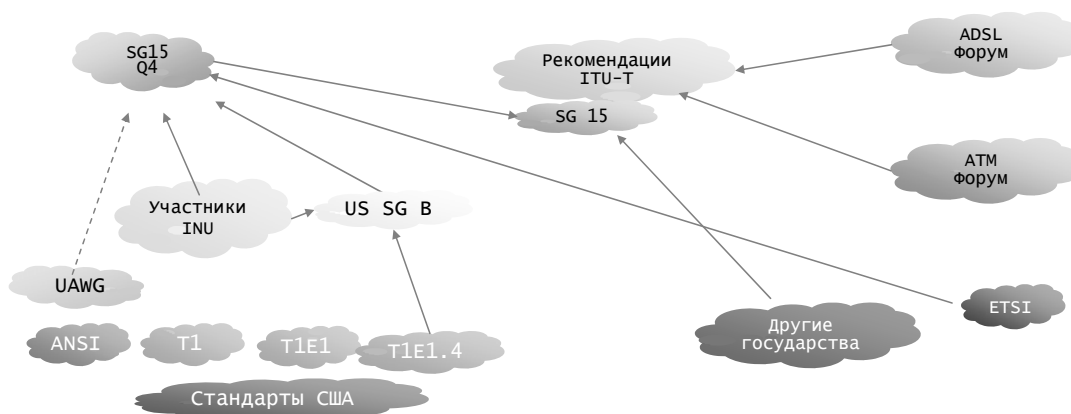 SG15
Q4
Рекомендации
ITU-T
SG 15
ADSL
Форум
ATM
Форум
Участники
INU
US SG B
UAWG
ETSI
ANSI
T1
T1E1
T1E1.4
Другие
государства
Стандарты США